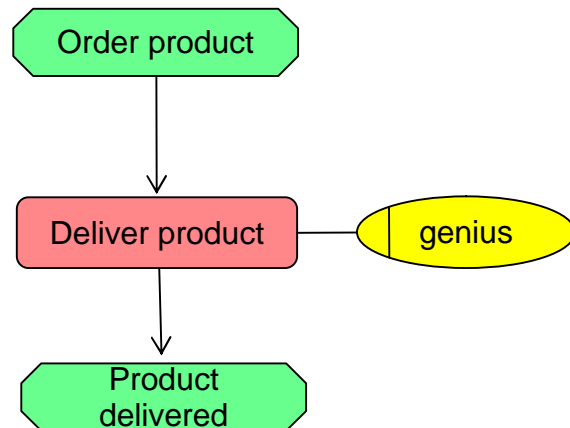 Order product
Deliver product
genius
Product
delivered